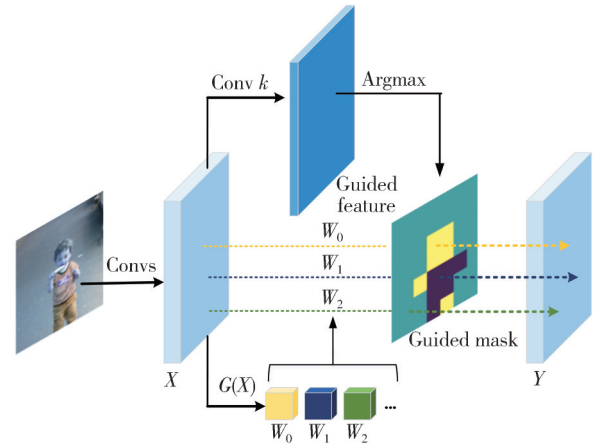 Conv k
Argmax
Guided
feature
W₀
Convs
W₁
W₂
Guided mask
X
G(X)
Y
...
W₀ W₁ W₂